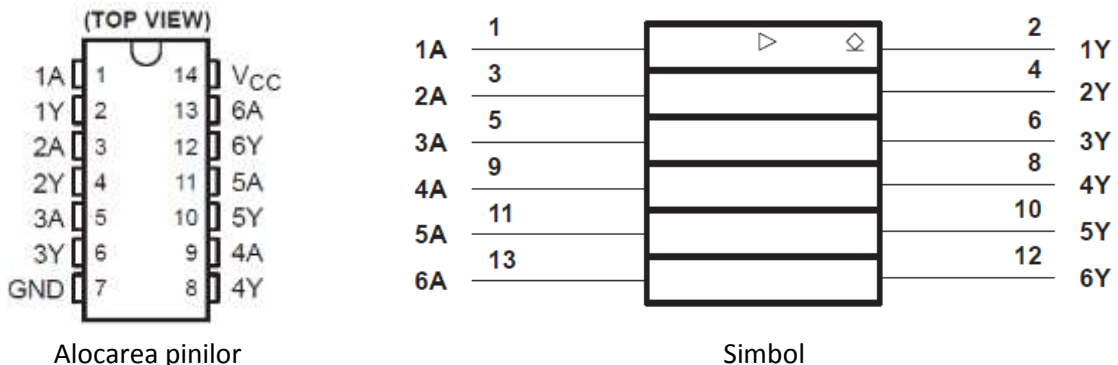 (TOP VIEW)
1A 1 14 VCC
1Y 2 13 6A
2A 3 12 6Y
2Y 4 11 5A
3A 5 10 5Y
3Y 6 9 4A
GND 7 8 4Y
Alocarea pinilor
1A 1 2 1Y
2A 3 4 2Y
3A 5 6 3Y
4A 9 8 4Y
5A 11 10 5Y
6A 13 12 6Y
Simbol